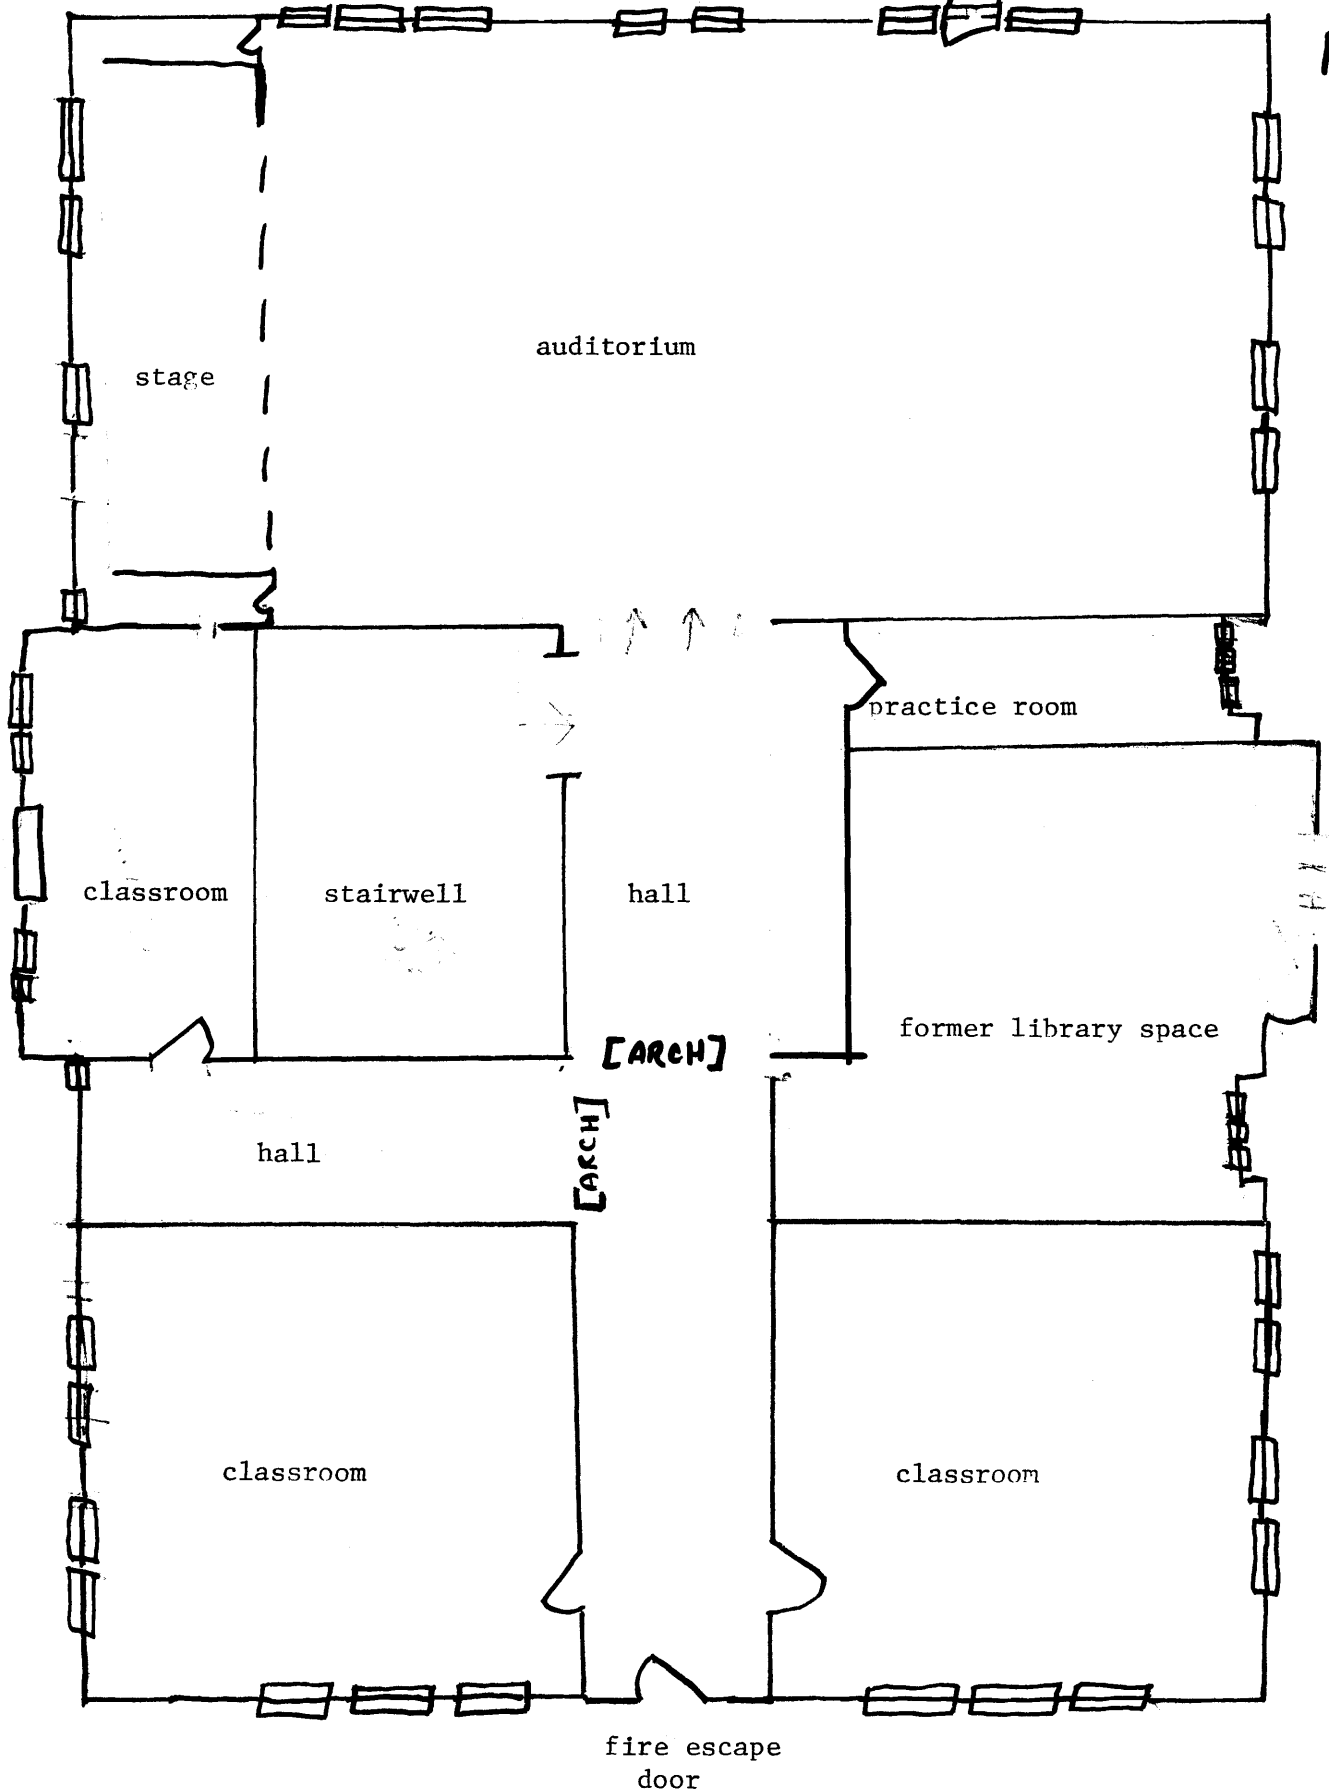 auditorium
stage
practice room
classroom
stairwell
hall
former library space
[ARCH]
[ARCH]
hall
classroom
classroom
fire escape
door